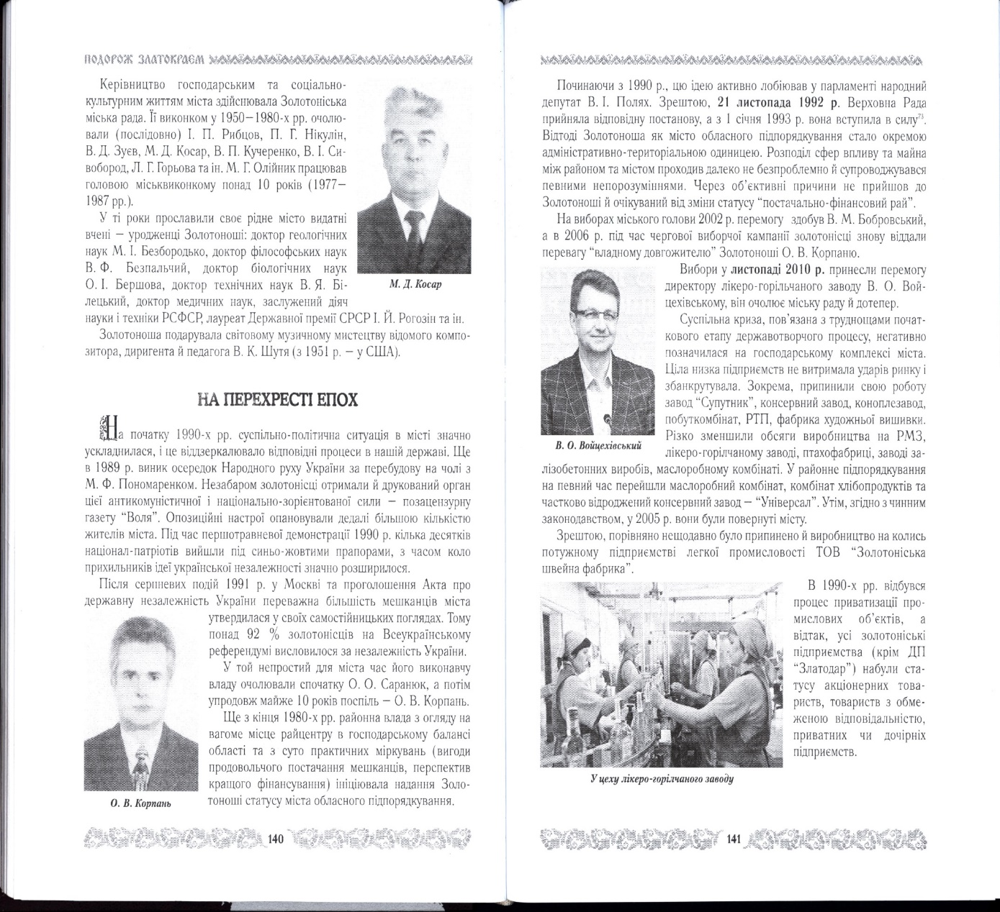 ПОДОРОЖ ЗЛАТОКРАЄМ
Керівництво господарським та соціально-
культурним життям міста здійснювала Золотоніська
міська рада. Її виконком у 1950–1980-х рр. очолю-
вали (послідовно) І. П. Рибцов, П. Г. Нікулін,
В. Д. Зуєв, М. Д. Косар, В. П. Кучеренко, В. І. Си-
вобород, Л. Г. Горьова та ін. М. Г. Олійник працював
головою міськвиконкому понад 10 років (1977–
1987 рр.).
У ті роки прославили своє рідне місто видатні
вчені – уродженці Золотоноші: доктор геологічних
наук М. І. Безбородько, доктор філософських наук
В. Ф. Безпальчий, доктор біологічних наук
О. І. Бершова, доктор технічних наук В. Я. Бі-
лецький, доктор медичних наук, заслужений діяч
науки і техніки РСФСР, лауреат Державної премії СРСР І. Й. Рогозін та ін.
М. Д. Косар
Золотоноша подарувала світовому музичному мистецтву відомого компо-
зитора, диригента й педагога В. К. Шутя (з 1951 р. – у США).
НА ПЕРЕХРЕСТІ ЕПОХ
На початку 1990-х рр. суспільно-політична ситуація в місті значно
ускладнилася, і це віддзеркалювало відповідні процеси в нашій державі. Ще
в 1989 р. виник осередок Народного руху України за перебудову на чолі з
М. Ф. Пономаренком. Незабаром золотонісці отримали й друкований орган
цієї антикомуністичної і національно-зорієнтованої сили – позацензурну
газету “Воля”. Опозиційні настрої опановували дедалі більшою кількістю
жителів міста. Під час першотравневої демонстрації 1990 р. кілька десятків
націонал-патріотів вийшли під синьо-жовтими прапорами, з часом коло
прихильників ідеї української незалежності значно розширилося.
Після серпневих подій 1991 р. у Москві та проголошення Акта про
державну незалежність України переважна більшість мешканців міста
утвердилася у своїх самостійницьких поглядах. Тому
понад 92 % золотонісців на Всеукраїнському
референдумі висловилося за незалежність України.
У той непростий для міста час його виконавчу
владу очолювали спочатку О. О. Саранюк, а потім
упродовж майже 10 років поспіль – О. В. Корпань.
Ще з кінця 1980-х рр. районна влада з огляду на
вагоме місце райцентру в господарському балансі
області та з суто практичних міркувань (вигоди
продовольчого постачання мешканців, перспектив
кращого фінансування) ініціювала надання Золо-
тоноші статусу міста обласного підпорядкування.
О. В. Корпань
140
Починаючи з 1990 р., цю ідею активно лобіював у парламенті народний
депутат В. І. Полях. Зрештою, 21 листопада 1992 р. Верховна Рада
прийняла відповідну постанову, а з 1 січня 1993 р. вона вступила в силу73.
Відтоді Золотоноша як місто обласного підпорядкування стало окремою
адміністративно-територіальною одиницею. Розподіл сфер впливу та майна
між районом та містом проходив далеко не безпроблемно й супроводжувався
певними непорозуміннями. Через об’єктивні причини не прийшов до
Золотоноші й очікуваний від зміни статусу “постачально-фінансовий рай”.
На виборах міського голови 2002 р. перемогу здобув В. М. Бобровський,
а в 2006 р. під час чергової виборчої кампанії золотонісці знову віддали
перевагу “владному довгожителю” Золотоноші О. В. Корпаню.
Вибори у листопаді 2010 р. принесли перемогу
директору лікеро-горільчаного заводу В. О. Вой-
цехівському, він очолює міську раду й дотепер.
Суспільна криза, пов’язана з труднощами почат-
кового етапу державотворчого процесу, негативно
позначилася на господарському комплексі міста.
Ціла низка підприємств не витримала ударів ринку і
збанкрутувала. Зокрема, припинили свою роботу
завод “Супутник”, консервний завод, коноплезавод,
побуткомбінат, РТП, фабрика художньої вишивки.
Різко зменшили обсяги виробництва на РМЗ,
лікеро-горілчаному заводі, птахофабриці, заводі за-
В. О. Войцехівський
лізобетонних виробів, маслоробному комбінаті. У районне підпорядкування
на певний час перейшли маслоробний комбінат, комбінат хлібопродуктів та
частково відроджений консервний завод – “Універсал”. Утім, згідно з чинним
законодавством, у 2005 р. вони були повернуті місту.
Зрештою, порівняно нещодавно було припинено й виробництво на колись
потужному підприємстві легкої промисловості ТОВ “Золотоніська
швейна фабрика”.
В 1990-х рр. відбувся
процес приватизації про-
мислових об’єктів, а
відтак, усі золотоніські
підприємства (крім ДП
“Златодар”) набули ста-
тусу акціонерних това-
риств, товариств з обме-
женою відповідальністю,
приватних чи дочірніх
підприємств.
У цеху лікеро-горілчаного заводу
141